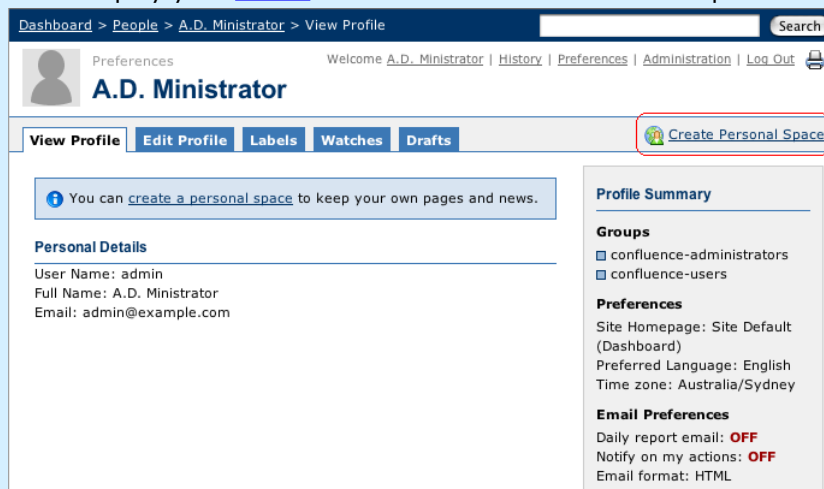 Dashboard > People > A.D. Ministrator > View Profile
Search
Preferences
Welcome A.D. Ministrator | History | Preferences | Administration | Log Out
A.D. Ministrator
View Profile Edit Profile Labels Watches Drafts
Create Personal Space
You can create a personal space to keep your own pages and news.
Personal Details
User Name: admin
Full Name: A.D. Ministrator
Email: admin@example.com
Profile Summary
Groups
confluence-administrators
confluence-users
Preferences
Site Homepage: Site Default
(Dashboard)
Preferred Language: English
Time zone: Australia/Sydney
Email Preferences
Daily report email: OFF
Notify on my actions: OFF
Email format: HTML